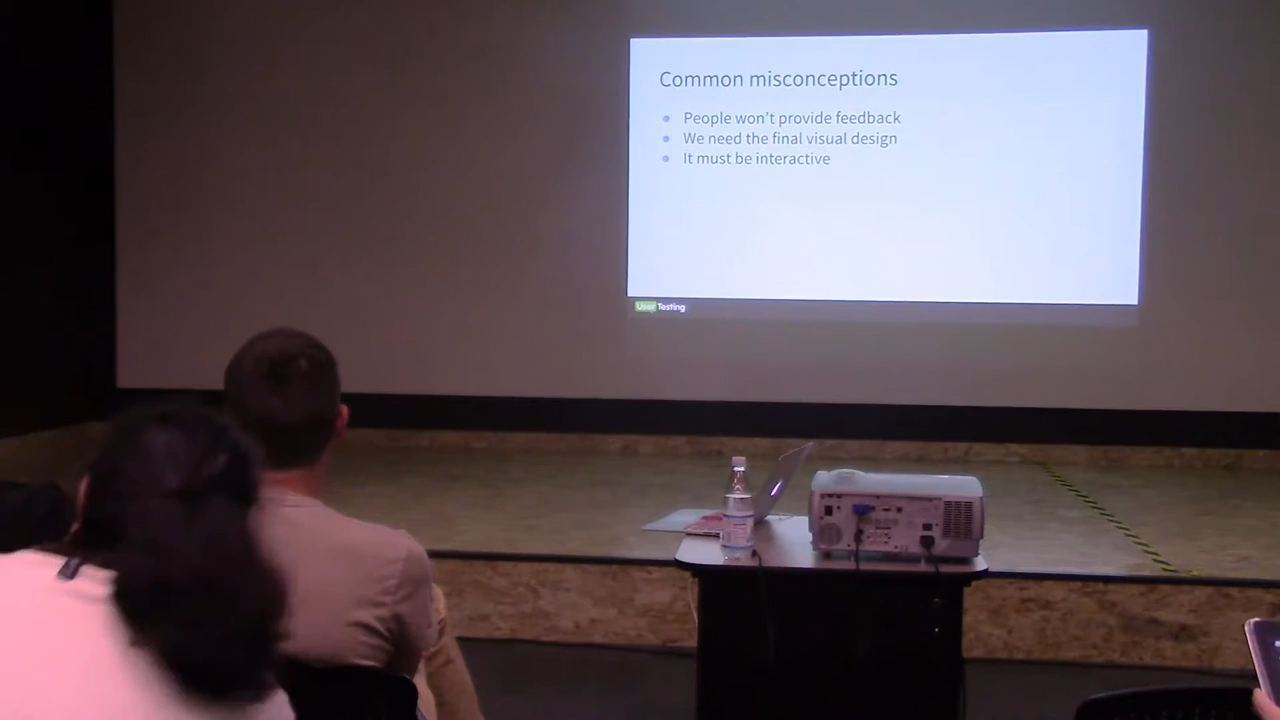 Common misconceptions
People won't provide feedback
We need the final visual design
It must be interactive
UserTesting